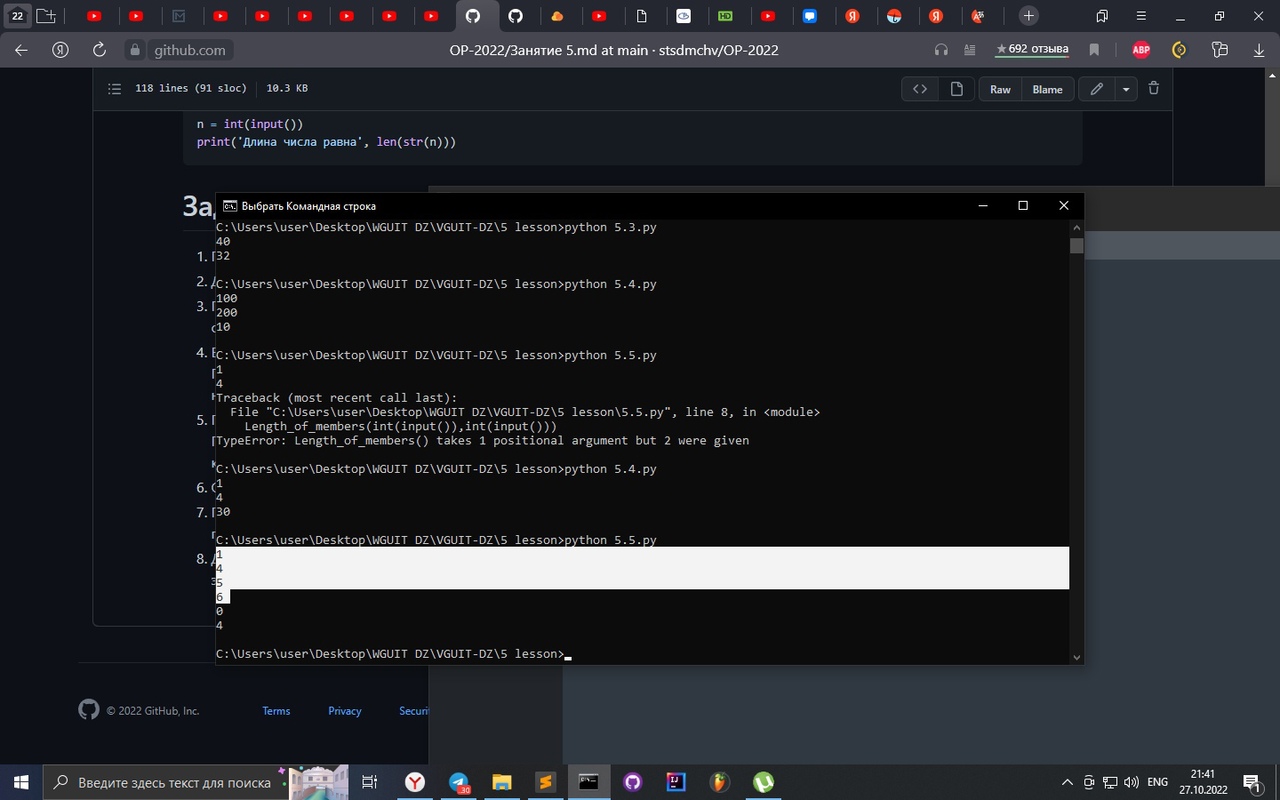 22
github.com
OP-2022/Занятие 5.md at main · stsdmchv/OP-2022
692 отзыва
ABP
118 lines (91 sloc)
10.3 KB
Raw
Blame
n = int(input())
print('Длина числа равна', len(str(n)))
Выбрать Командная строка
C:\Users\user\Desktop\WGUIT DZ\VGUIT-DZ\5 lesson>python 5.3.py
40
1.
32
2.
C:\Users\user\Desktop\WGUIT DZ\VGUIT-DZ\5 lesson>python 5.4.py
100
3.
200
10
4.
C:\Users\user\Desktop\WGUIT DZ\VGUIT-DZ\5 lesson>python 5.5.py
1
4
Traceback (most recent call last):
File "C:\Users\user\Desktop\WGUIT DZ\VGUIT-DZ\5 lesson\5.5.py", line 8, in <module>
5.
Length_of_members(int(input()),int(input()))
TypeError: Length_of_members() takes 1 positional argument but 2 were given
C:\Users\user\Desktop\WGUIT DZ\VGUIT-DZ\5 lesson>python 5.4.py
6.
1
4
7.
30
C:\Users\user\Desktop\WGUIT DZ\VGUIT-DZ\5 lesson>python 5.5.py
8.
1
4
5
6
0
4
C:\Users\user\Desktop\WGUIT DZ\VGUIT-DZ\5 lesson>
© 2022 GitHub, Inc.
Terms
Privacy
Введите здесь текст для поиска
30
ENG
21:41
27.10.2022
1